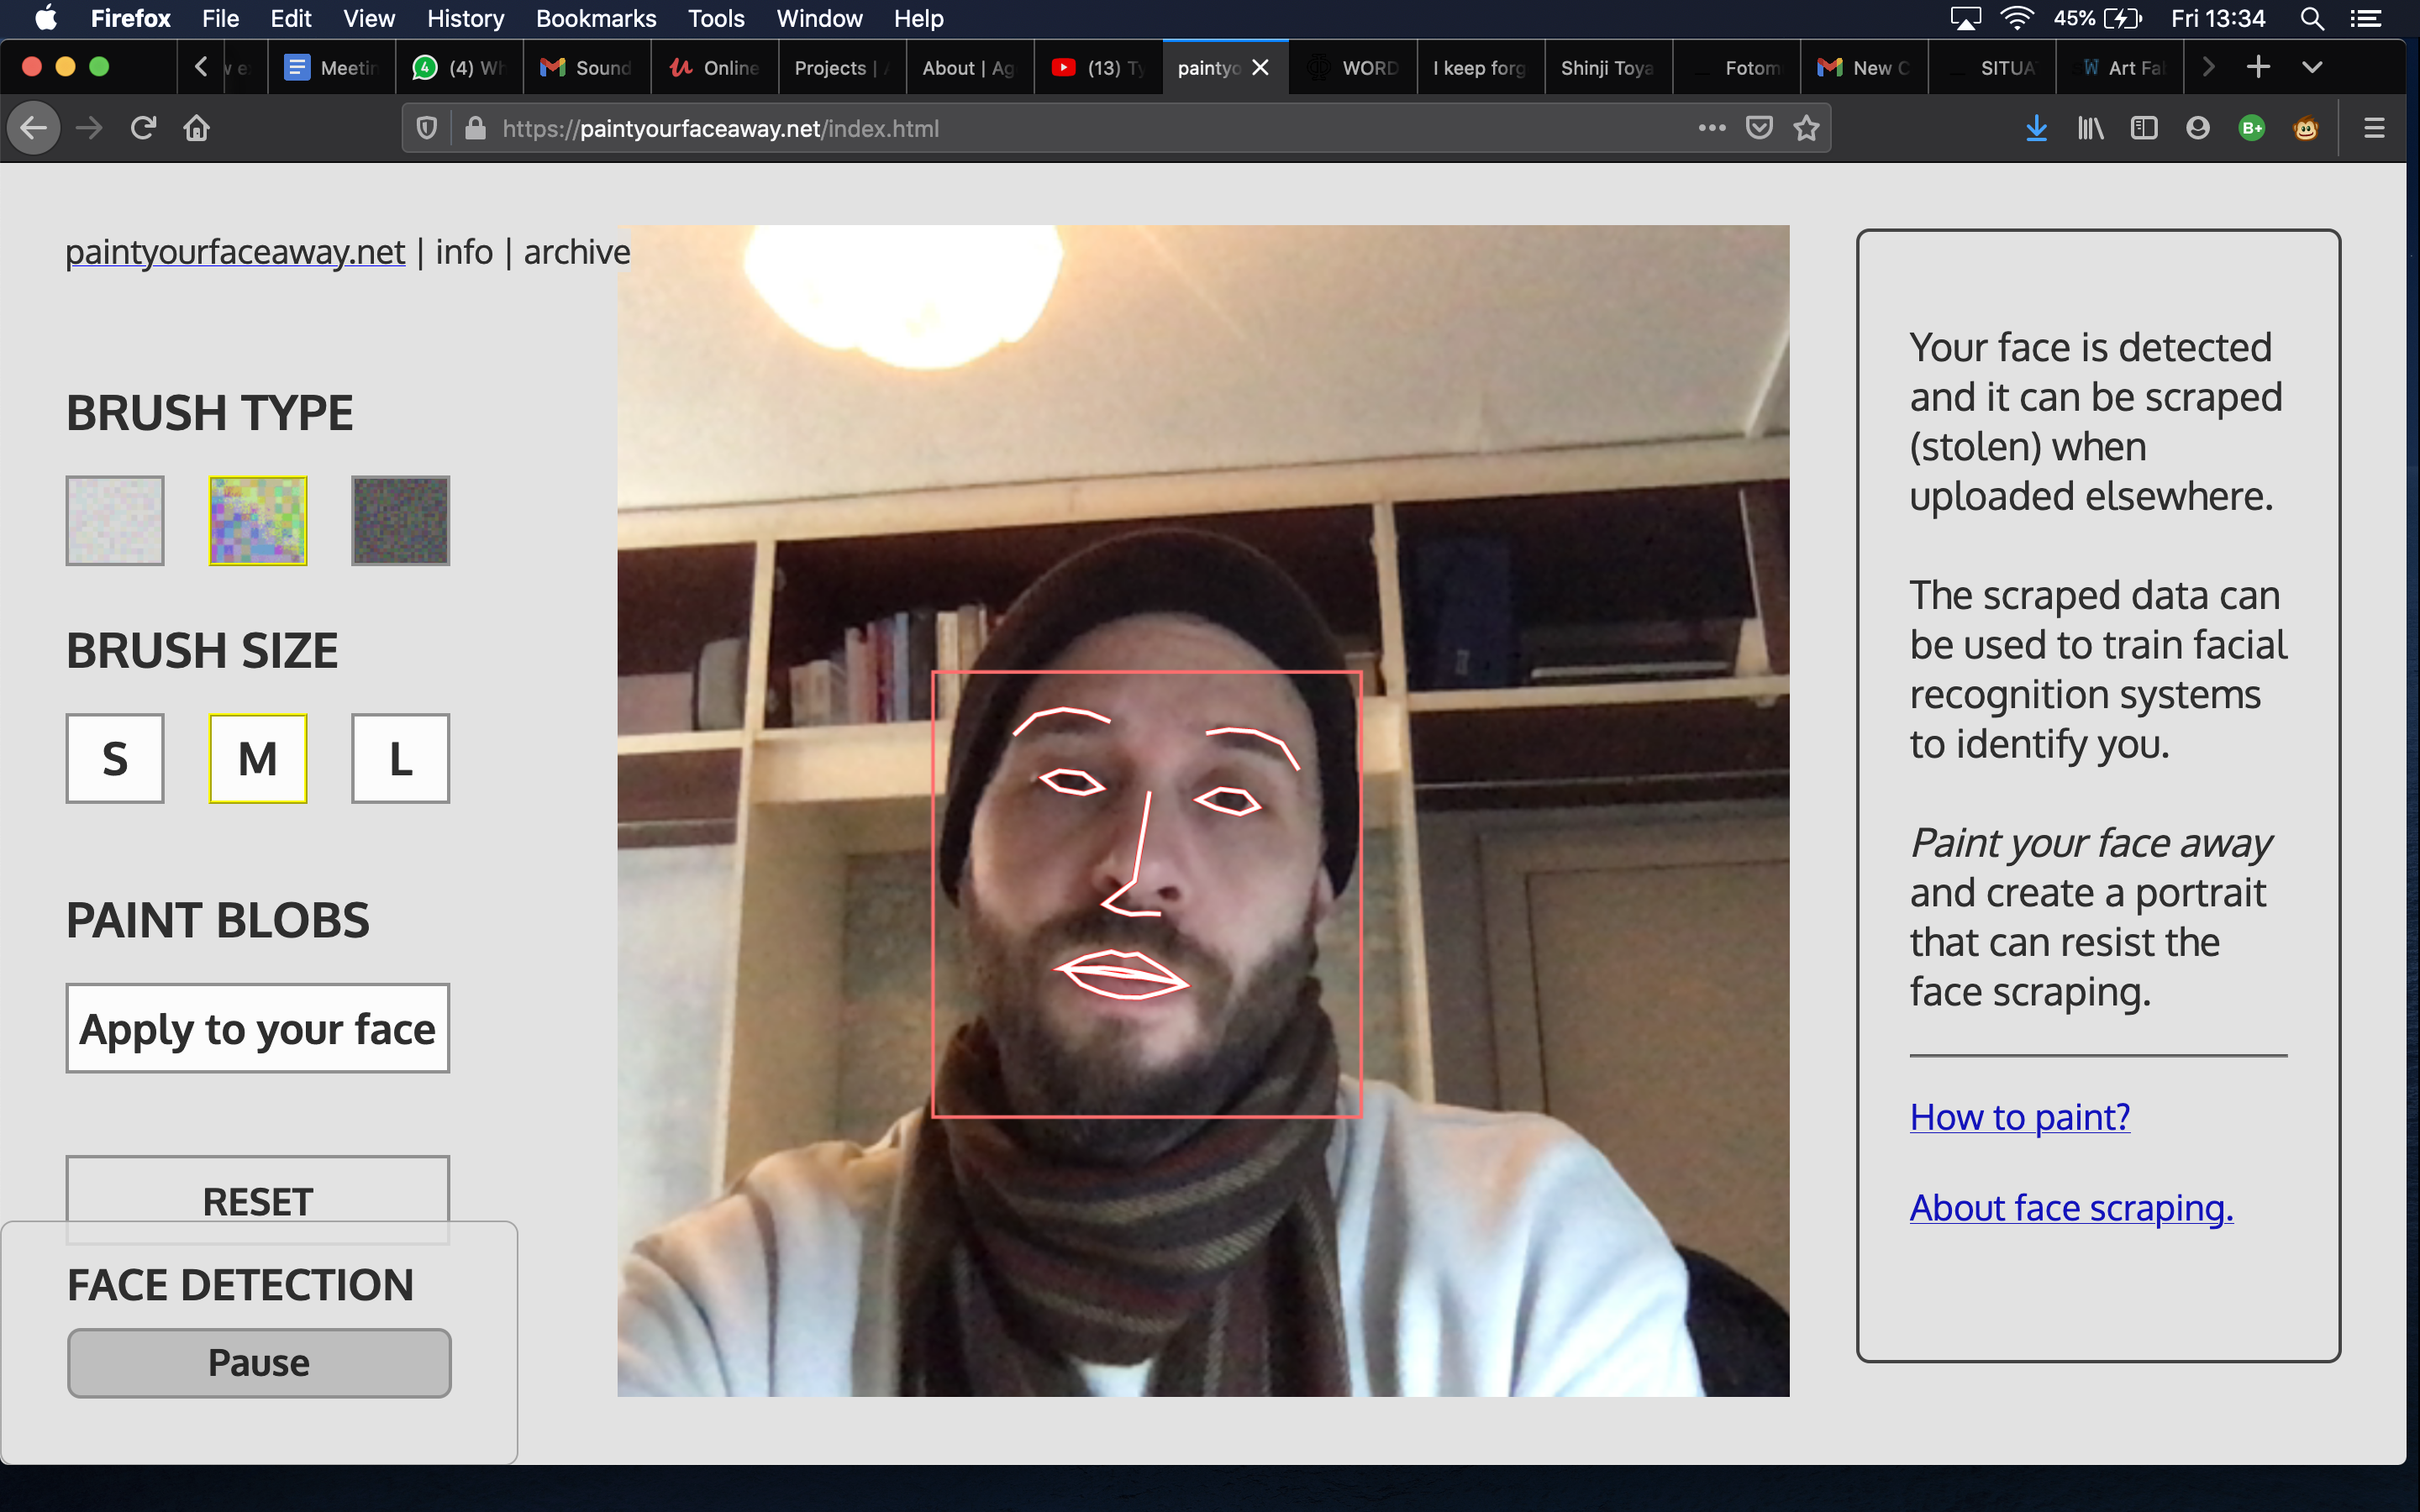 Firefox File Edit View History Bookmarks Tools Window Help 45% Fri 13:34
Meetin 4 (4) Wh Sound Online Projects | About | Ag (13) Ty paintyo WORD I keep forg Shinji Toya Fotom New C SITUA Art Fal
https://paintyourfaceaway.net/index.html B+
paintyourfaceaway.net | info | archive
BRUSH TYPE
BRUSH SIZE
S M L
PAINT BLOBS
Apply to your face
RESET
FACE DETECTION
Pause
Your face is detected
and it can be scraped
(stolen) when
uploaded elsewhere.
The scraped data can
be used to train facial
recognition systems
to identify you.
Paint your face away
and create a portrait
that can resist the
face scraping.
How to paint?
About face scraping.